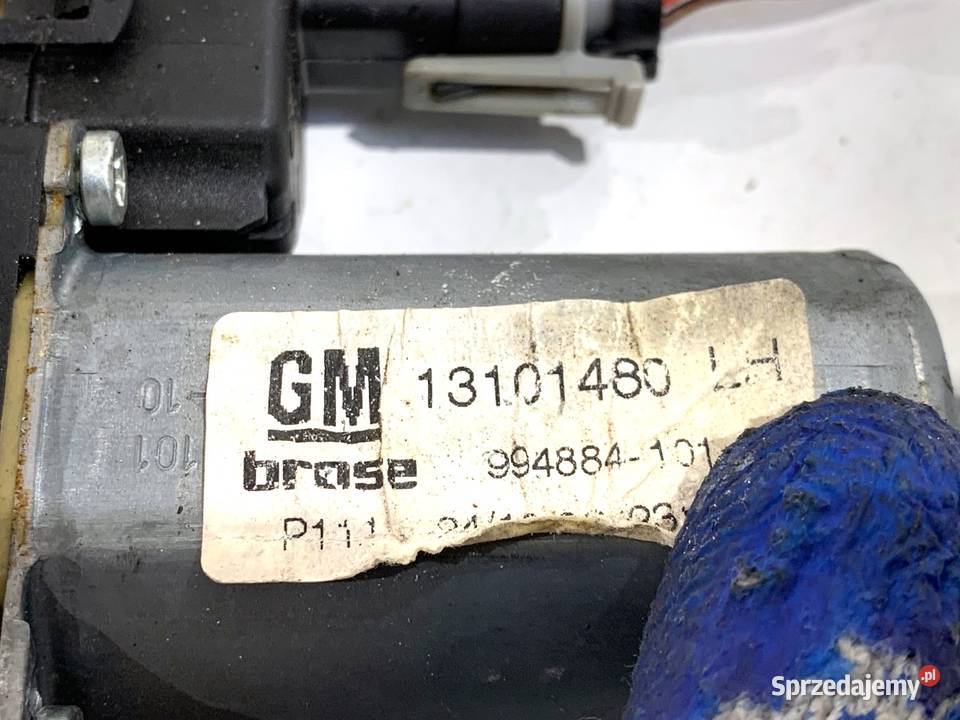 GM 13101480 LH
brose 994884-101
P111
Sprzedajemy.pl